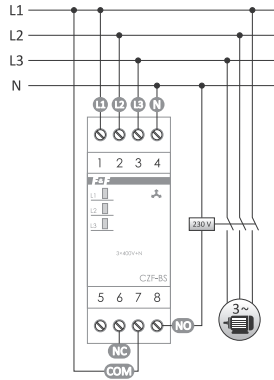 L1
L2
L3
N
L1 L2 L3 N
1 2 3 4
F&F
L1
L2
L3
230 V
3×400V+N
CZF-BS
3~
5 6 7 8
NO
NC
COM